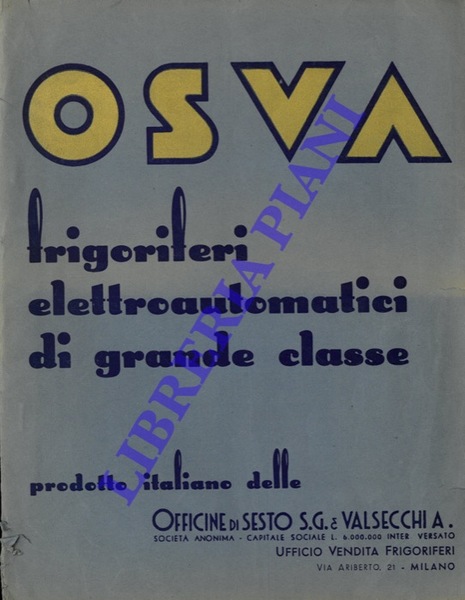 OSVA
frigoriferi
elettroautomatici
di grande classe
prodotto italiano delle
OFFICINE DI SESTO S.G. È VALSECCHI A.
SOCIETÀ ANONIMA - CAPITALE SOCIALE L. 6.000.000 INTER VERSATO
UFFICIO VENDITA FRIGORIFERI
VIA ARIBERTO, 21 - MILANO
LIBRERIA PIANI